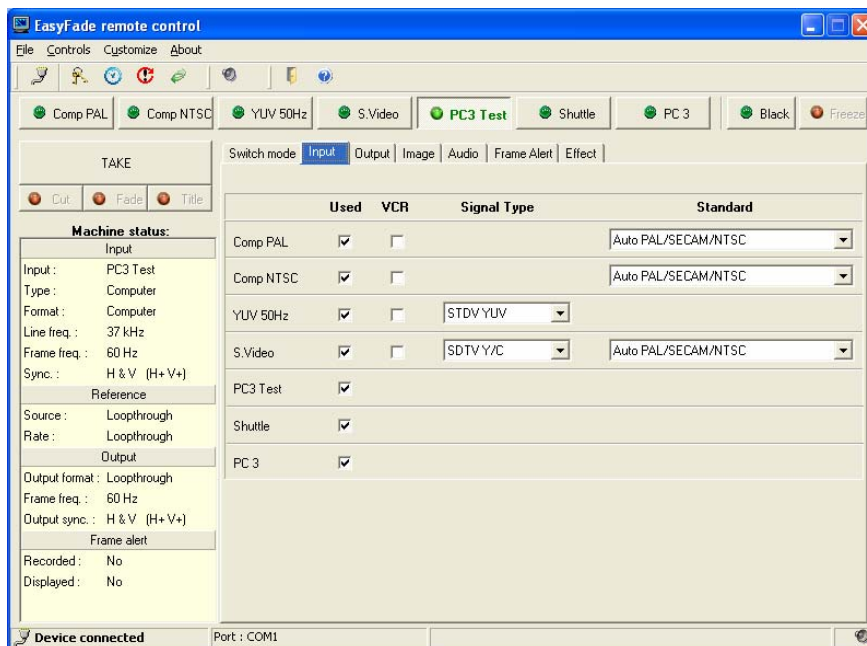 EasyFade remote control
File Controls Customize About
Comp PAL Comp NTSC YUV 50Hz S.Video PC3 Test Shuttle PC 3 Black Freeze
TAKE
Cut Fade Title
Switch mode Input Output Image Audio Frame Alert Effect
Used VCR Signal Type Standard
Comp PAL Auto PAL/SECAM/NTSC
Comp NTSC Auto PAL/SECAM/NTSC
YUV 50Hz STDV YUV
S.Video SDTV Y/C Auto PAL/SECAM/NTSC
PC3 Test
Shuttle
PC 3
Machine status:
Input
Input : PC3 Test
Type : Computer
Format : Computer
Line freq. : 37 kHz
Frame freq. : 60 Hz
Sync. : H & V (H+ V+)
Reference
Source : Loopthrough
Rate : Loopthrough
Output
Output format : Loopthrough
Frame freq. : 60 Hz
Output sync. : H & V (H+ V+)
Frame alert
Recorded : No
Displayed : No
Device connected Port : COM1